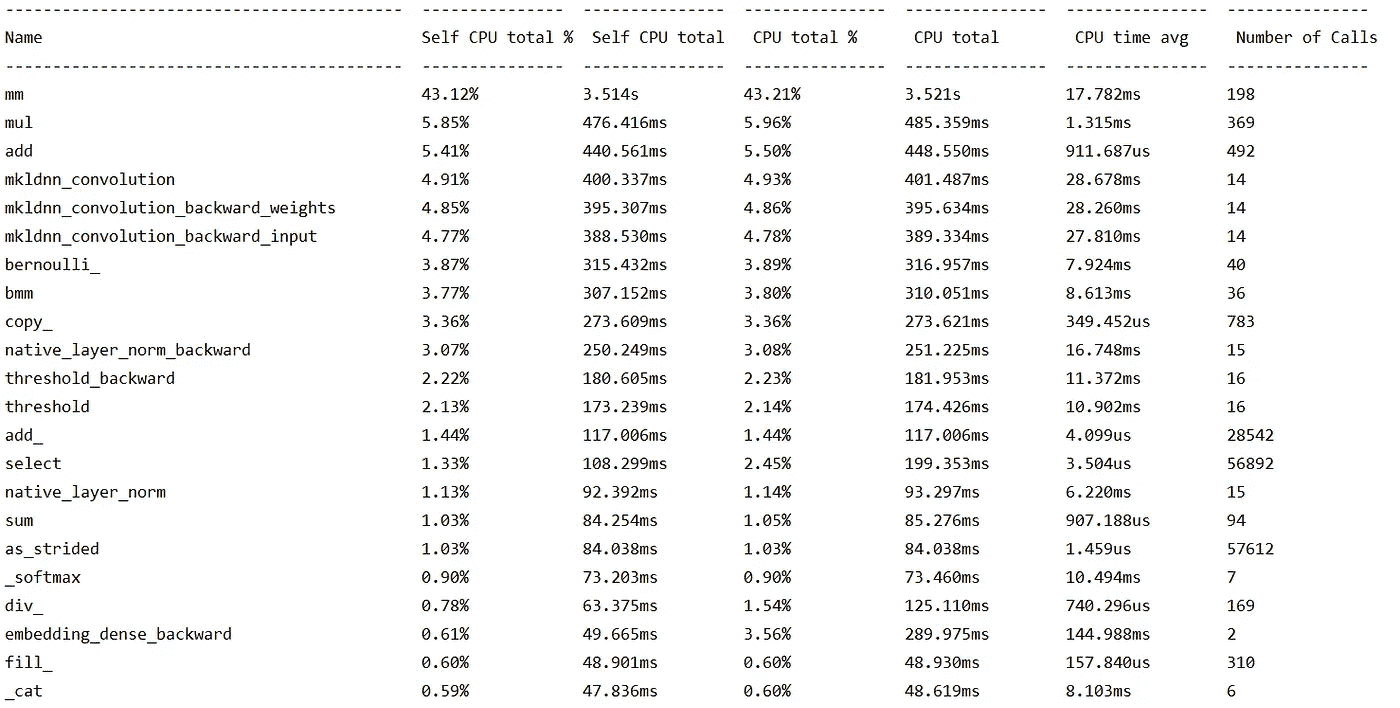 ---------------------------------------- --------------- --------------- --------------- --------------- --------------- ---------------
Name Self CPU total % Self CPU total CPU total % CPU total CPU time avg Number of Calls
---------------------------------------- --------------- --------------- --------------- --------------- --------------- ---------------
mm 43.12% 3.514s 43.21% 3.521s 17.782ms 198
mul 5.85% 476.416ms 5.96% 485.359ms 1.315ms 369
add 5.41% 440.561ms 5.50% 448.550ms 911.687us 492
mkldnn_convolution 4.91% 400.337ms 4.93% 401.487ms 28.678ms 14
mkldnn_convolution_backward_weights 4.85% 395.307ms 4.86% 395.634ms 28.260ms 14
mkldnn_convolution_backward_input 4.77% 388.530ms 4.78% 389.334ms 27.810ms 14
bernoulli_ 3.87% 315.432ms 3.89% 316.957ms 7.924ms 40
bmm 3.77% 307.152ms 3.80% 310.051ms 8.613ms 36
copy_ 3.36% 273.609ms 3.36% 273.621ms 349.452us 783
native_layer_norm_backward 3.07% 250.249ms 3.08% 251.225ms 16.748ms 15
threshold_backward 2.22% 180.605ms 2.23% 181.953ms 11.372ms 16
threshold 2.13% 173.239ms 2.14% 174.426ms 10.902ms 16
add_ 1.44% 117.006ms 1.44% 117.006ms 4.099us 28542
select 1.33% 108.299ms 2.45% 199.353ms 3.504us 56892
native_layer_norm 1.13% 92.392ms 1.14% 93.297ms 6.220ms 15
sum 1.03% 84.254ms 1.05% 85.276ms 907.188us 94
as_strided 1.03% 84.038ms 1.03% 84.038ms 1.459us 57612
_softmax 0.90% 73.203ms 0.90% 73.460ms 10.494ms 7
div_ 0.78% 63.375ms 1.54% 125.110ms 740.296us 169
embedding_dense_backward 0.61% 49.665ms 3.56% 289.975ms 144.988ms 2
fill_ 0.60% 48.901ms 0.60% 48.930ms 157.840us 310
_cat 0.59% 47.836ms 0.60% 48.619ms 8.103ms 6